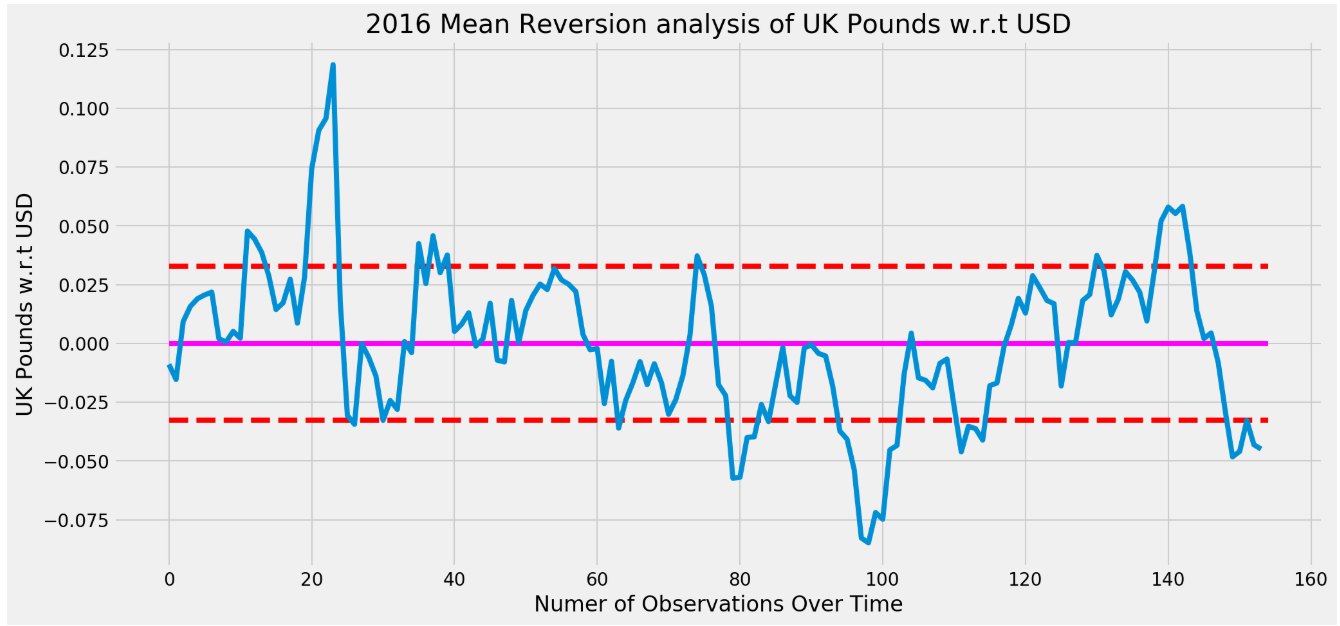 2016 Mean Reversion analysis of UK Pounds w.r.t USD
UK Pounds w.r.t USD
0.125
0.100
0.075
0.050
0.025
0.000
−0.025
−0.050
−0.075
0 20 40 60 80 100 120 140 160
Numer of Observations Over Time